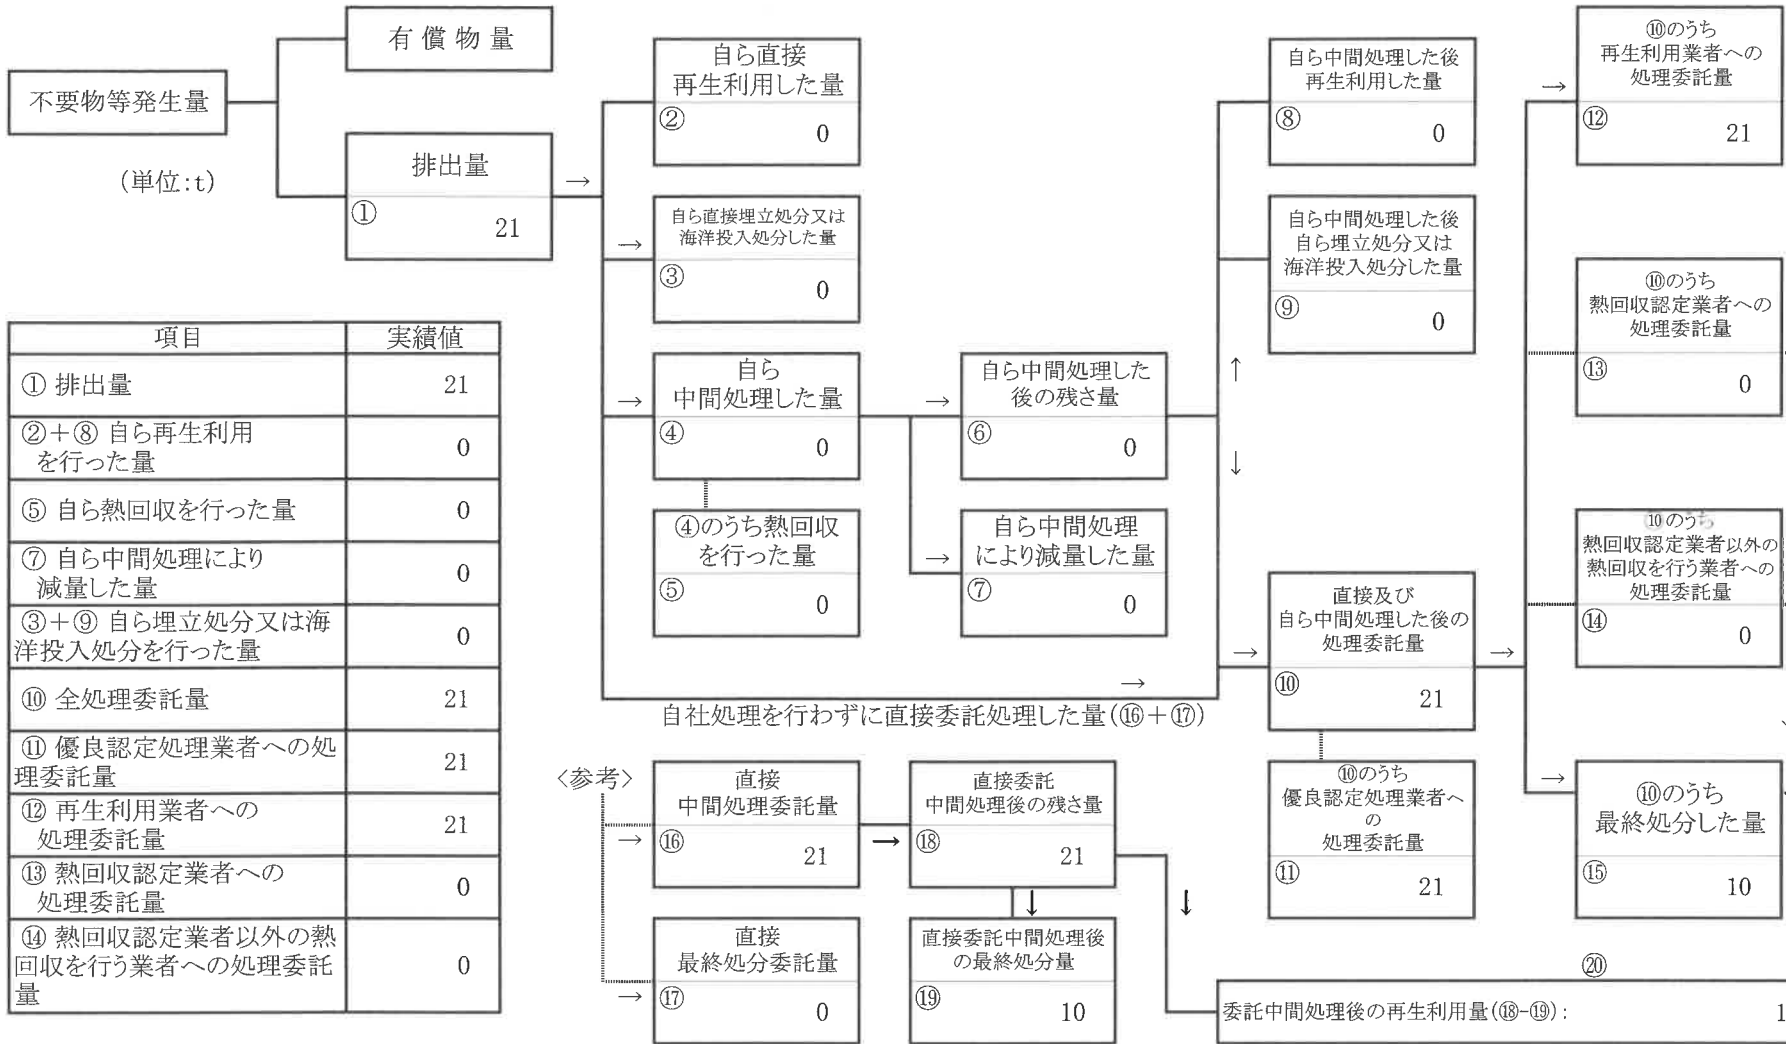 不要物等発生量
有償物量
(単位:t)
排出量
①
21
→
自ら直接
再生利用した量
②
0
→
自ら直接埋立処分又は
海洋投入処分した量
③
0
→
自ら
中間処理した量
④
0
④のうち熱回収
を行った量
⑤
0
→
自ら中間処理した
後の残さ量
⑥
0
→
自ら中間処理
により減量した量
⑦
0
↑
↓
自ら中間処理した後
再生利用した量
⑧
0
自ら中間処理した後
自ら埋立処分又は
海洋投入処分した量
⑨
0
→
自社処理を行わずに直接委託処理した量(⑯+⑰)
→
直接及び
自ら中間処理した後の
処理委託量
⑩
21
⑩のうち
優良認定処理業者へ
の
処理委託量
⑪
21
→
→
⑩のうち
再生利用業者への
処理委託量
⑫
21
⑩のうち
熱回収認定業者への
処理委託量
⑬
0
⑩のうち
熱回収認定業者以外の
熱回収を行う業者への
処理委託量
⑭
0
→
⑩のうち
最終処分した量
⑮
10
項目 実績値
① 排出量 21
②+⑧ 自ら再生利用
を行った量 0
⑤ 自ら熱回収を行った量 0
⑦ 自ら中間処理により
減量した量 0
③+⑨ 自ら埋立処分又は海
洋投入処分を行った量 0
⑩ 全処理委託量 21
⑪ 優良認定処理業者への処
理委託量 21
⑫ 再生利用業者への
処理委託量 21
⑬ 熱回収認定業者への
処理委託量 0
⑭ 熱回収認定業者以外の熱
回収を行う業者への処理委託
量 0
〈参考〉
→
直接
中間処理委託量
⑯
21
→
直接委託
中間処理後の残さ量
⑱
21
↓
↓
→
直接
最終処分委託量
⑰
0
直接委託中間処理後
の最終処分量
⑲
10
⑳
委託中間処理後の再生利用量(⑱-⑲): 1